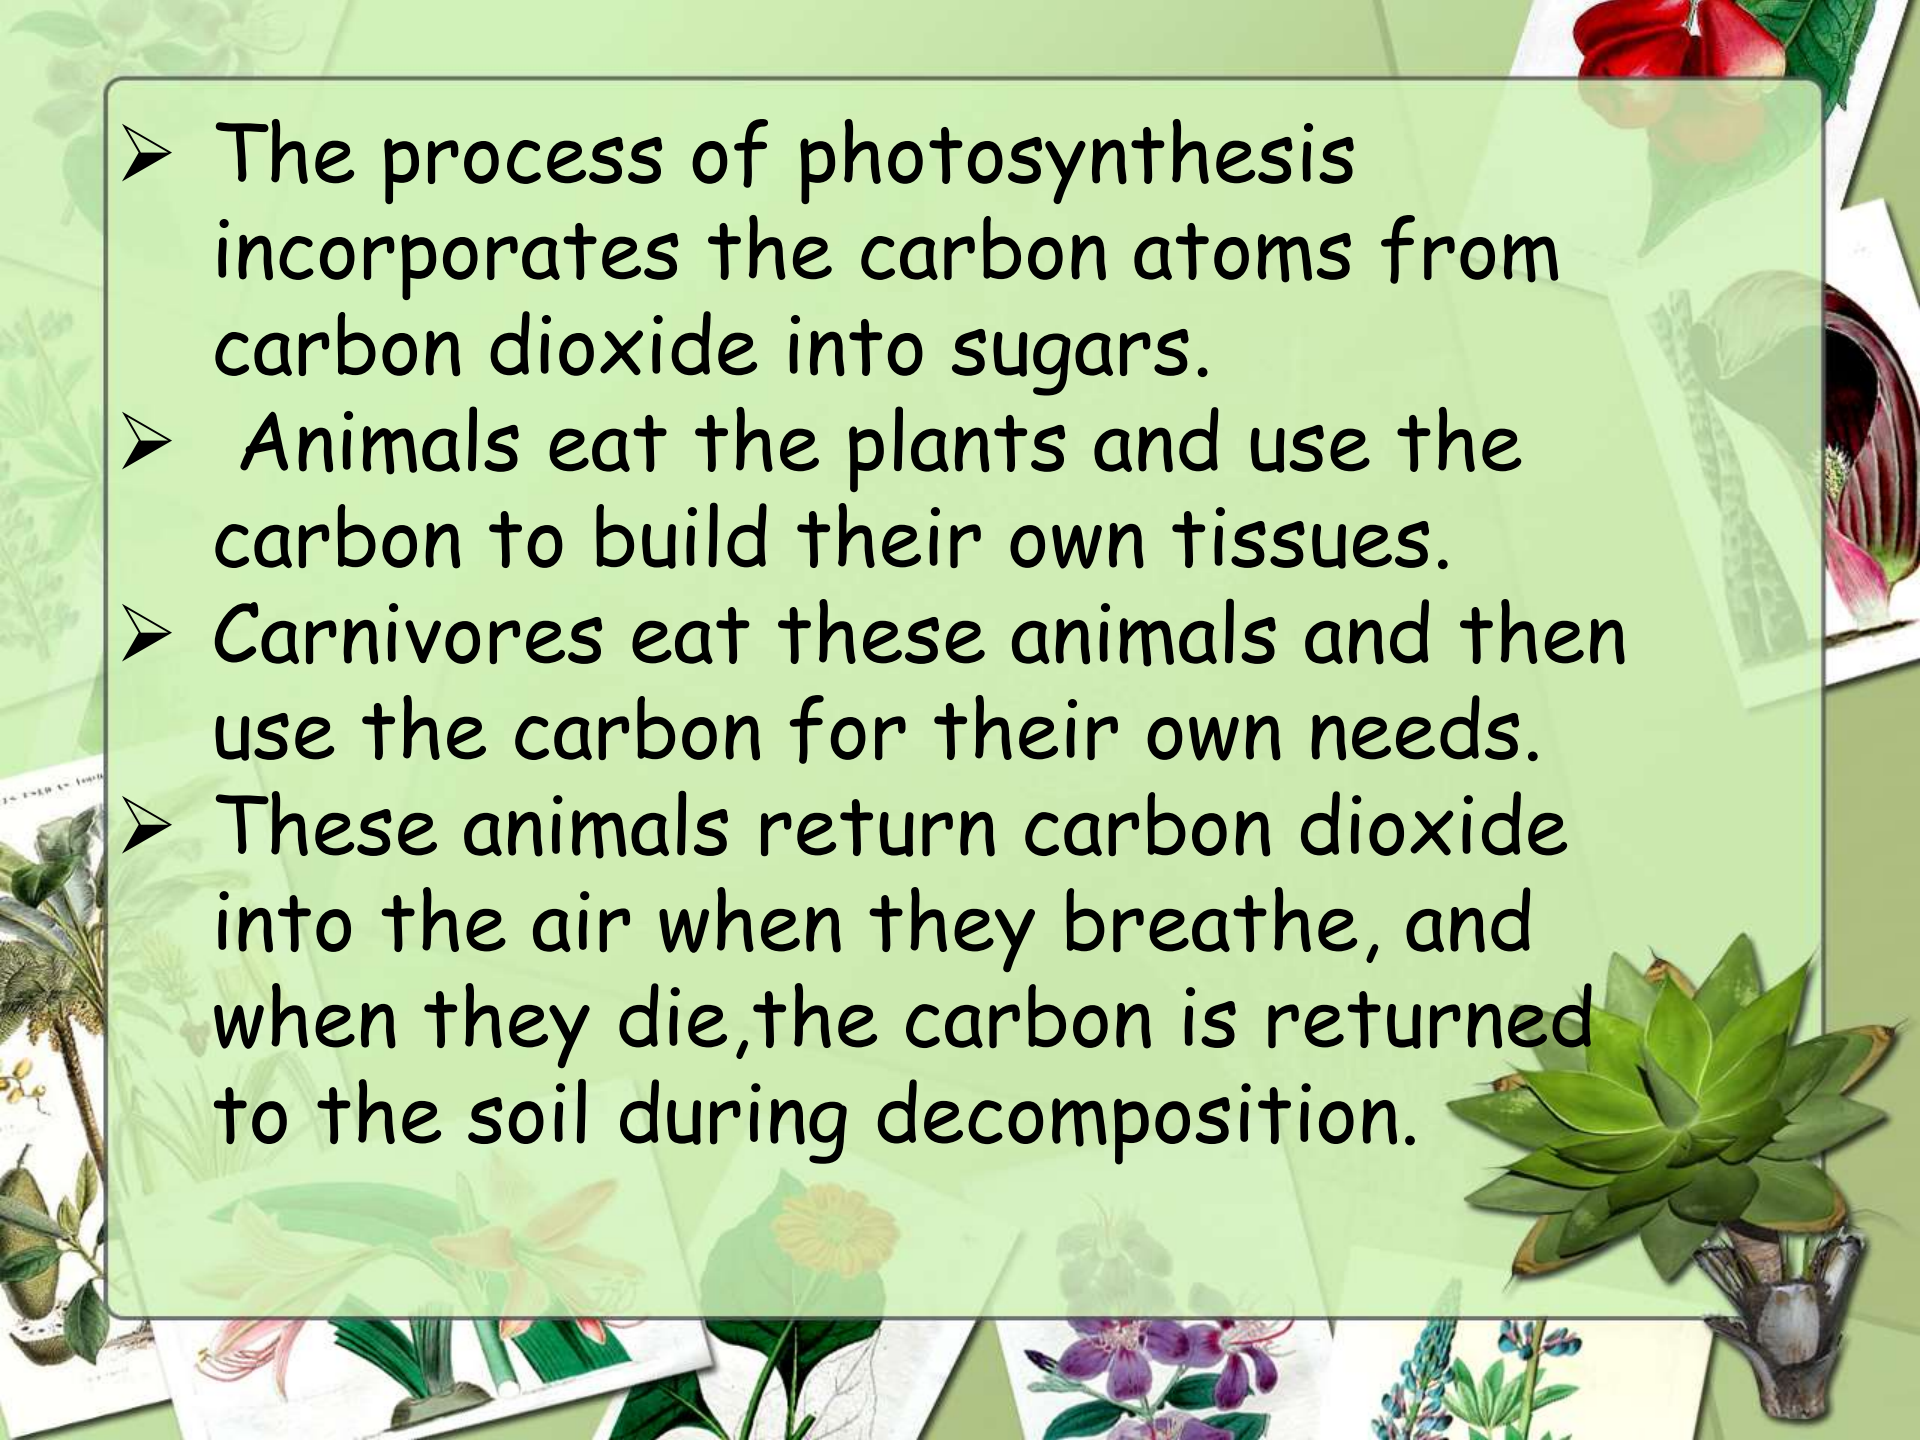 ➢ The process of photosynthesis
incorporates the carbon atoms from
carbon dioxide into sugars.
➢ Animals eat the plants and use the
carbon to build their own tissues.
➢ Carnivores eat these animals and then
use the carbon for their own needs.
➢ These animals return carbon dioxide
into the air when they breathe, and
when they die,the carbon is returned
to the soil during decomposition.